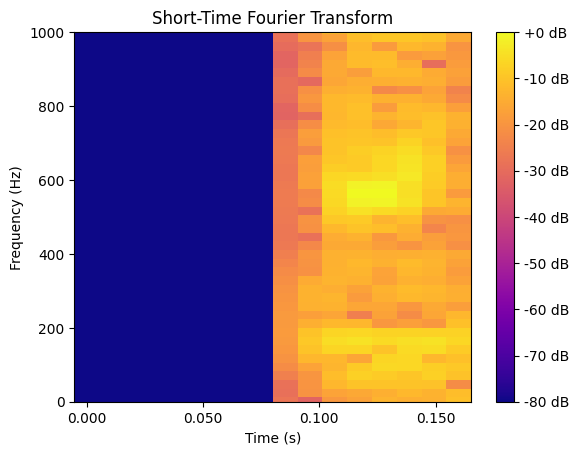 Short-Time Fourier Transform
Frequency (Hz)
1000
800
600
400
200
0
0.000
0.050
0.100
0.150
Time (s)
+0 dB
-10 dB
-20 dB
-30 dB
-40 dB
-50 dB
-60 dB
-70 dB
-80 dB